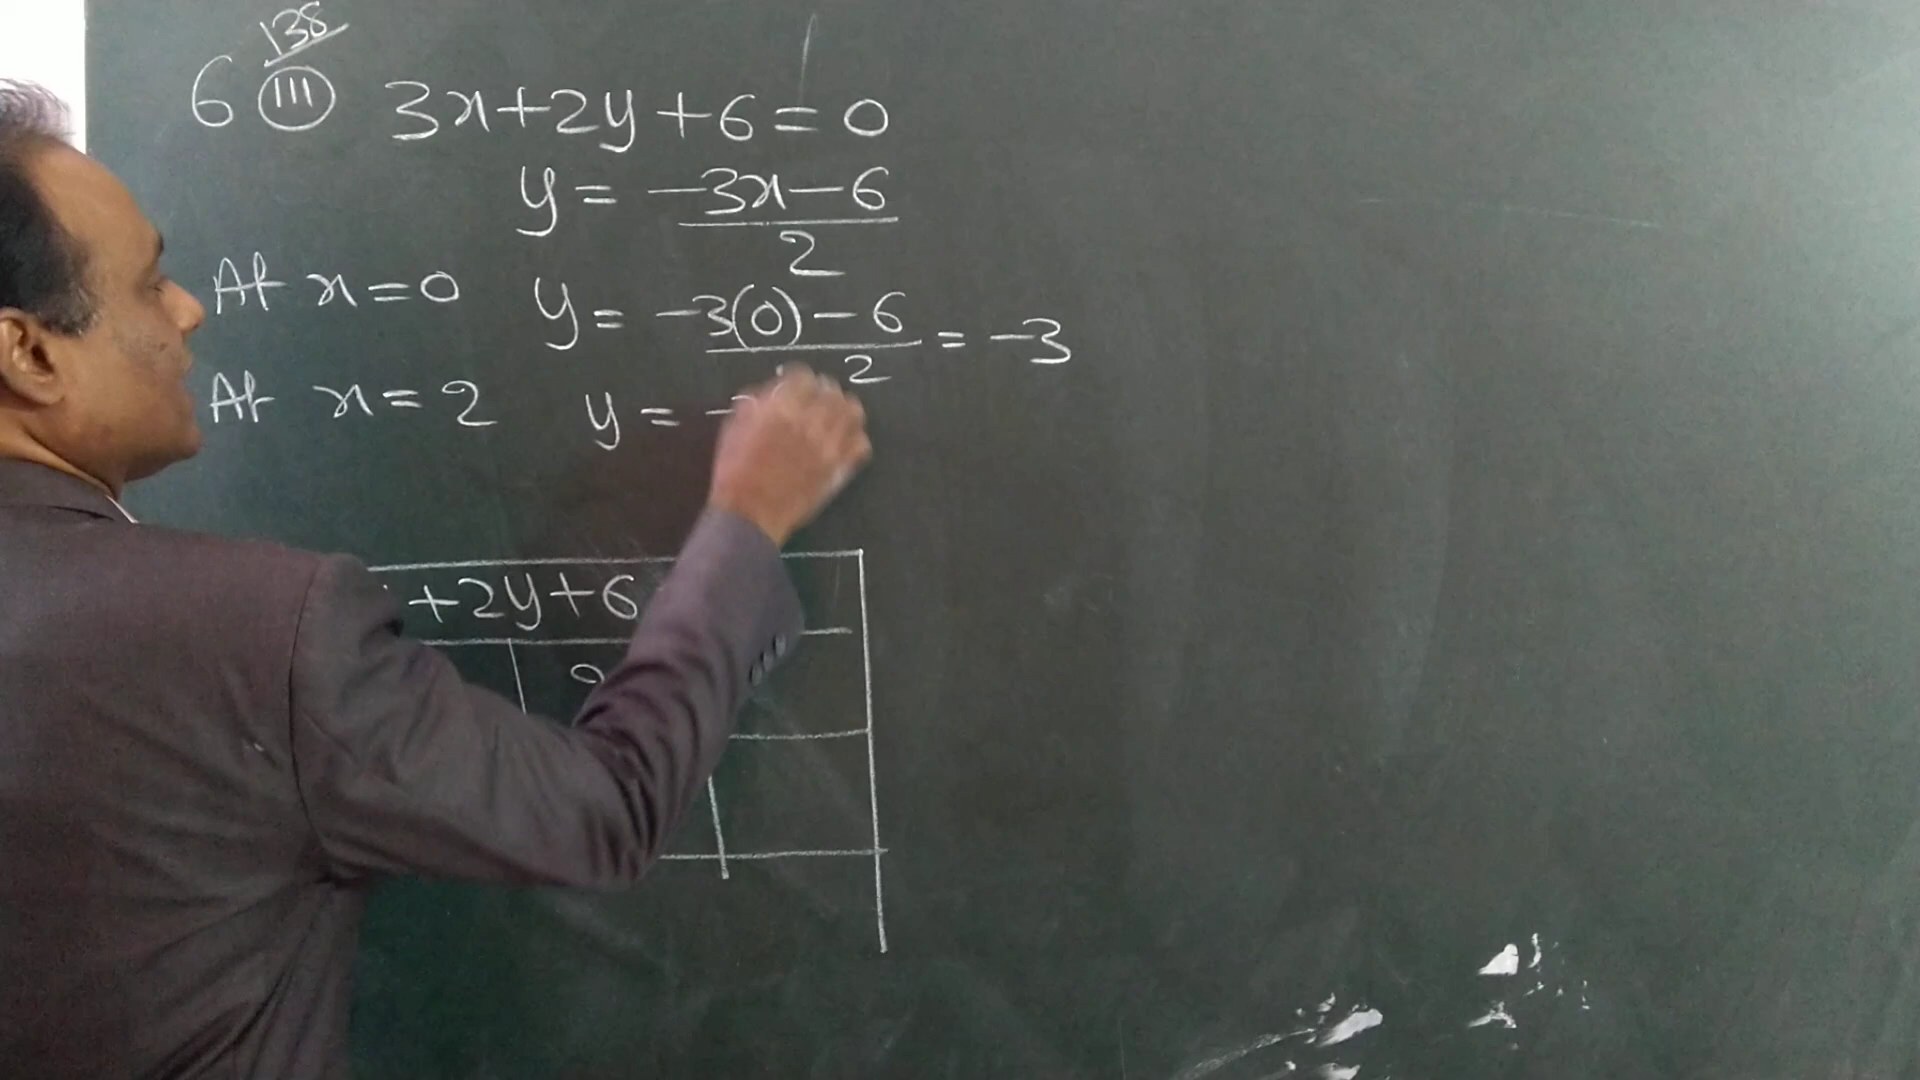 138
6 (III) 3x+2y+6=0
y = -3x-6
2
At x=0 y = -3(0)-6 = -3
2
At x=2 y = -
+2y+6